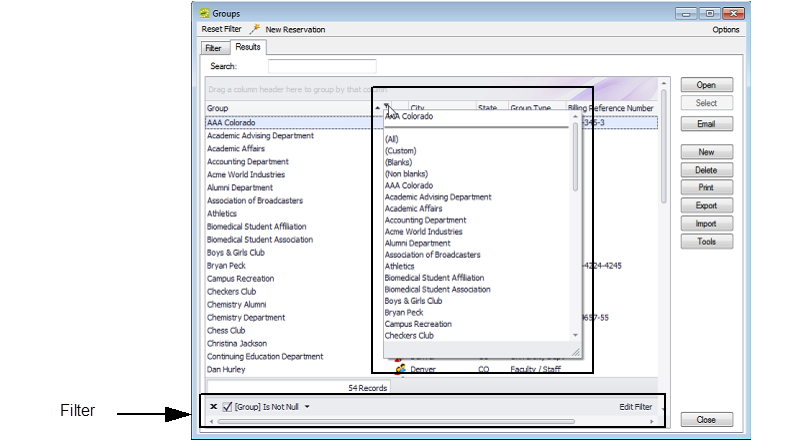 Groups
Reset Filter New Reservation Options
Filter Results
Search:
Drag a column header here to group by that column
Group City State Group Type Billing Reference Number
AAA Colorado
Academic Advising Department
Academic Affairs
Accounting Department
Acme World Industries
Alumni Department
Association of Broadcasters
Athletics
Biomedical Student Affiliation
Biomedical Student Association
Boys & Girls Club
Bryan Peck
Campus Recreation
Checkers Club
Chemistry Alumni
Chemistry Department
Chess Club
Christina Jackson
Continuing Education Department
Dan Hurley Denver CO Faculty / Staff
AAA Colorado
(All)
(Custom)
(Blanks)
(Non blanks)
AAA Colorado
Academic Advising Department
Academic Affairs
Accounting Department
Acme World Industries
Alumni Department
Association of Broadcasters
Athletics
Biomedical Student Affiliation
Biomedical Student Association
Boys & Girls Club
Bryan Peck
Campus Recreation
Checkers Club
-345-3
-4224-4245
54 Records
[Group] Is Not Null Edit Filter
Open
Select
Email
New
Delete
Print
Export
Import
Tools
Close
Filter